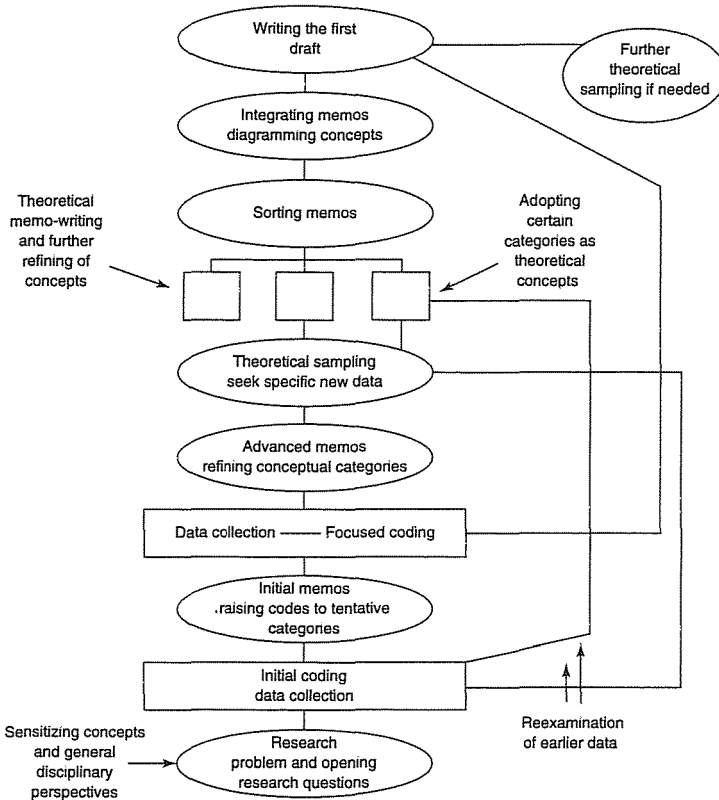 Writing the first
draft
Further
theoretical
sampling if needed
Integrating memos
diagramming concepts
Theoretical
memo-writing
and further
refining of
concepts
Sorting memos
Adopting
certain
categories as
theoretical
concepts
Theoretical sampling
seek specific new data
Advanced memos
refining conceptual categories
Data collection —— Focused coding
Initial memos
raising codes to tentative
categories
Initial coding
data collection
Reexamination
of earlier data
Sensitizing concepts
and general
disciplinary
perspectives
Research
problem and opening
research questions